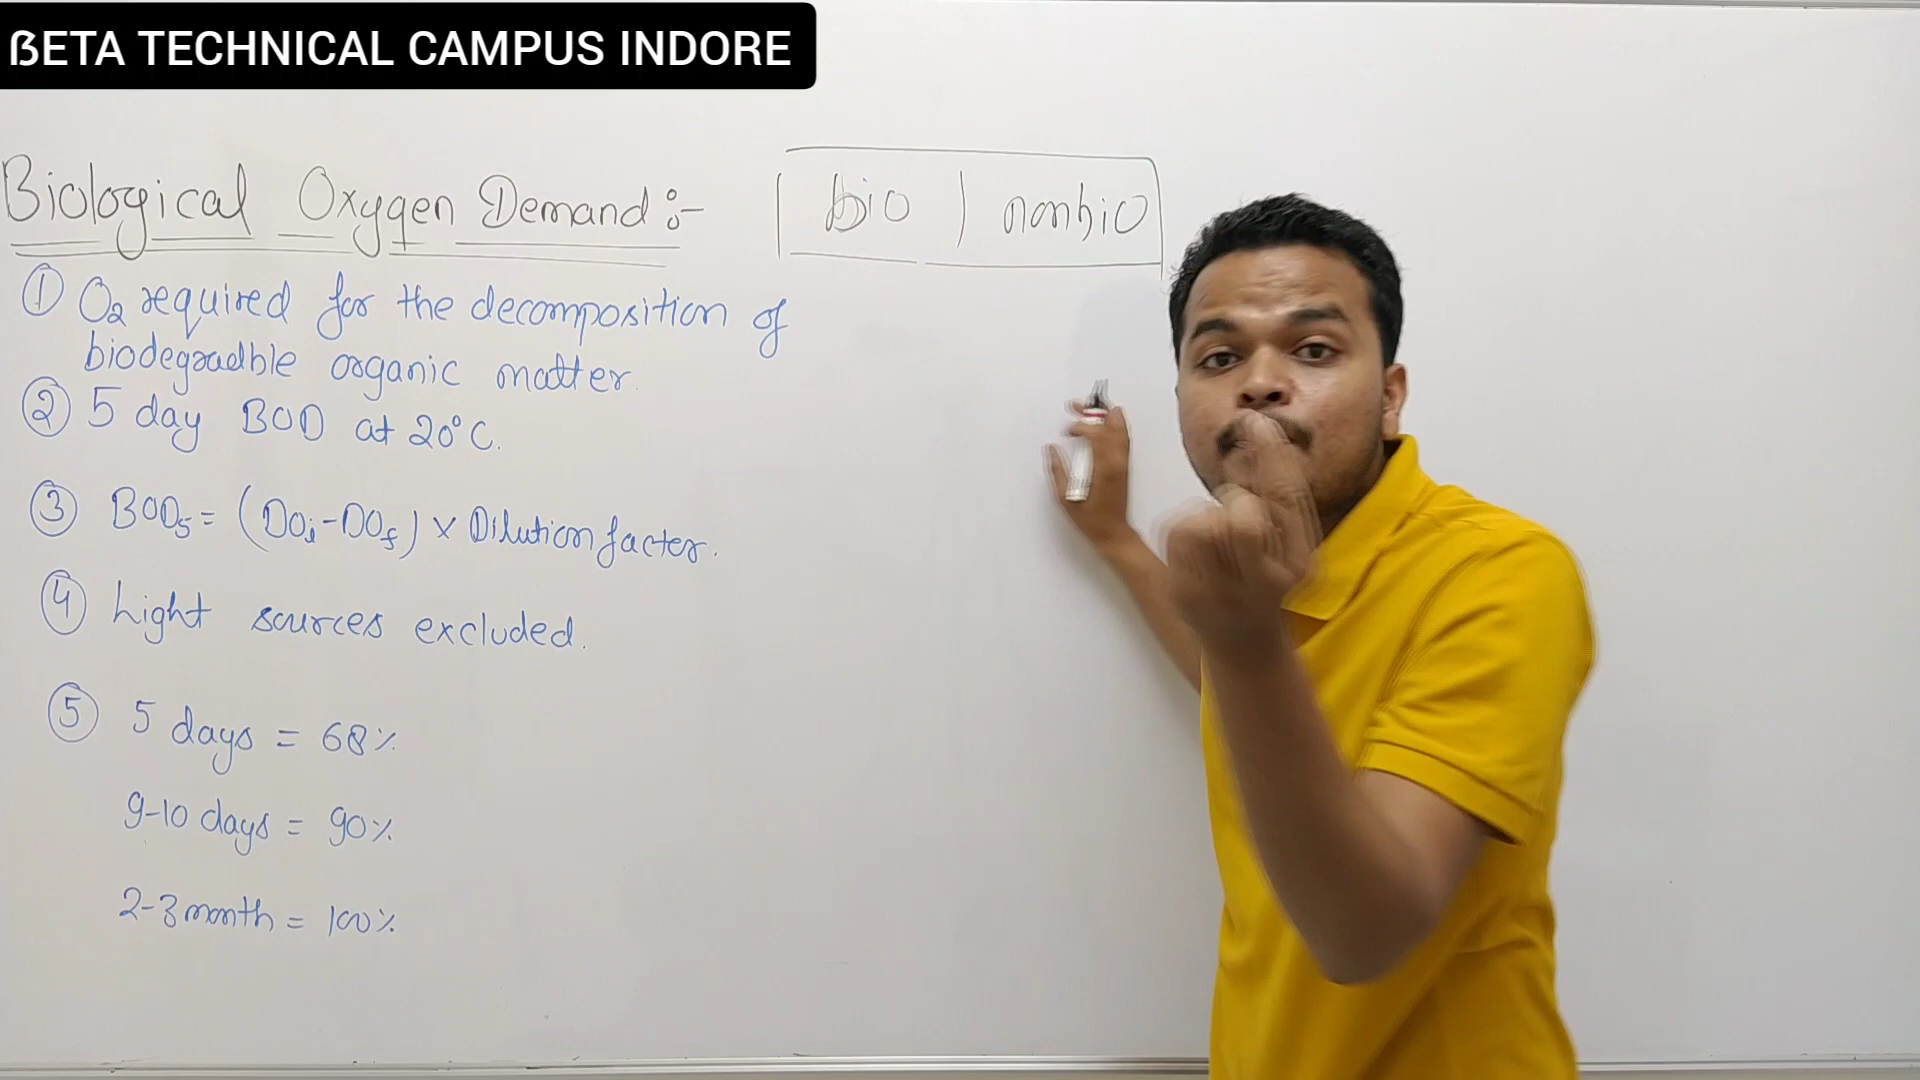 ẞETA TECHNICAL CAMPUS INDORE
Biological Oxygen Demand :-
bio | nonbio
① O₂ required for the decomposition of
biodegradble organic matter.
② 5 day BOD at 20°C.
③ BOD₅ = (DOi - DOf) × Dilution factor.
④ Light sources excluded.
⑤ 5 days = 68%
9-10 days = 90%
2-3 month = 100%